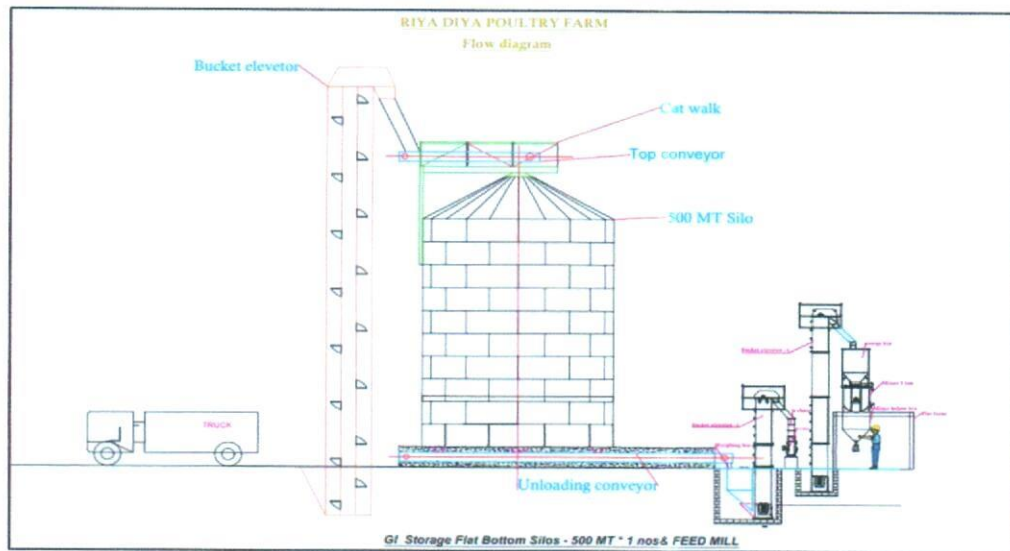 RIYA DIYA POULTRY FARM
Flow diagram
Bucket elevetor
Cat walk
Top conveyor
500 MT Silo
TRUCK
Unloading conveyor
GI Storage Flat Bottom Silos - 500 MT * 1 nos& FEED MILL